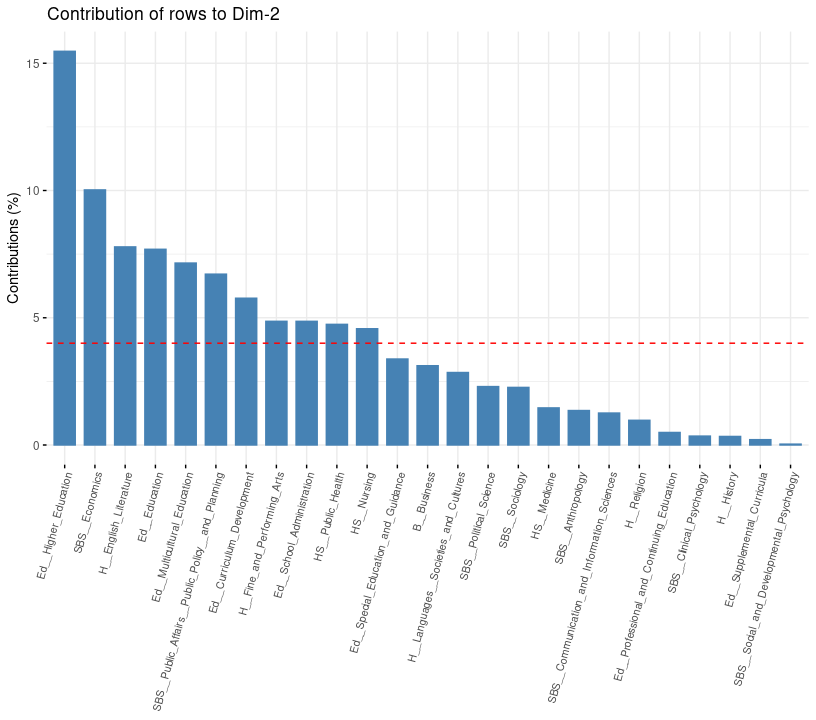 Contribution of rows to Dim-2
Contributions (%)
15
10
5
0
Ed__Higher_Education
SBS__Economics
H__English_Literature
Ed__Education
Ed__Multicultural_Education
SBS__Public_Affairs__Public_Policy__and_Planning
Ed__Curriculum_Development
H__Fine_and_Performing_Arts
Ed__School_Administration
HS__Public_Health
HS__Nursing
Ed__Special_Education_and_Guidance
B__Business
H__Languages__Societies_and_Cultures
SBS__Political_Science
SBS__Sociology
HS__Medicine
SBS__Anthropology
SBS__Communication_and_Information_Sciences
H__Religion
Ed__Professional_and_Continuing_Education
SBS__Clinical_Psychology
H__History
Ed__Supplemental_Curricula
SBS__Social_and_Developmental_Psychology